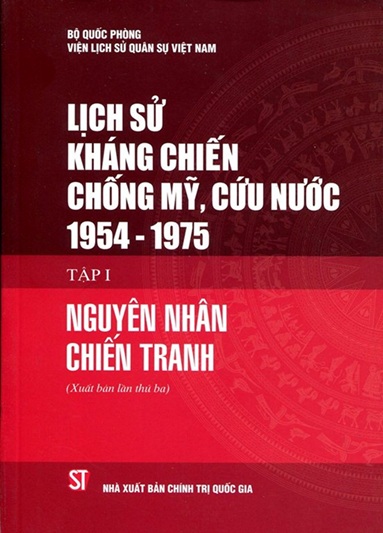 BỘ QUỐC PHÒNG
VIỆN LỊCH SỬ QUÂN SỰ VIỆT NAM
LỊCH SỬ
KHÁNG CHIẾN
CHỐNG MỸ, CỨU NƯỚC
1954 - 1975
TẬP I
NGUYÊN NHÂN
CHIẾN TRANH
(Xuất bản lần thứ ba)
ST
NHÀ XUẤT BẢN CHÍNH TRỊ QUỐC GIA